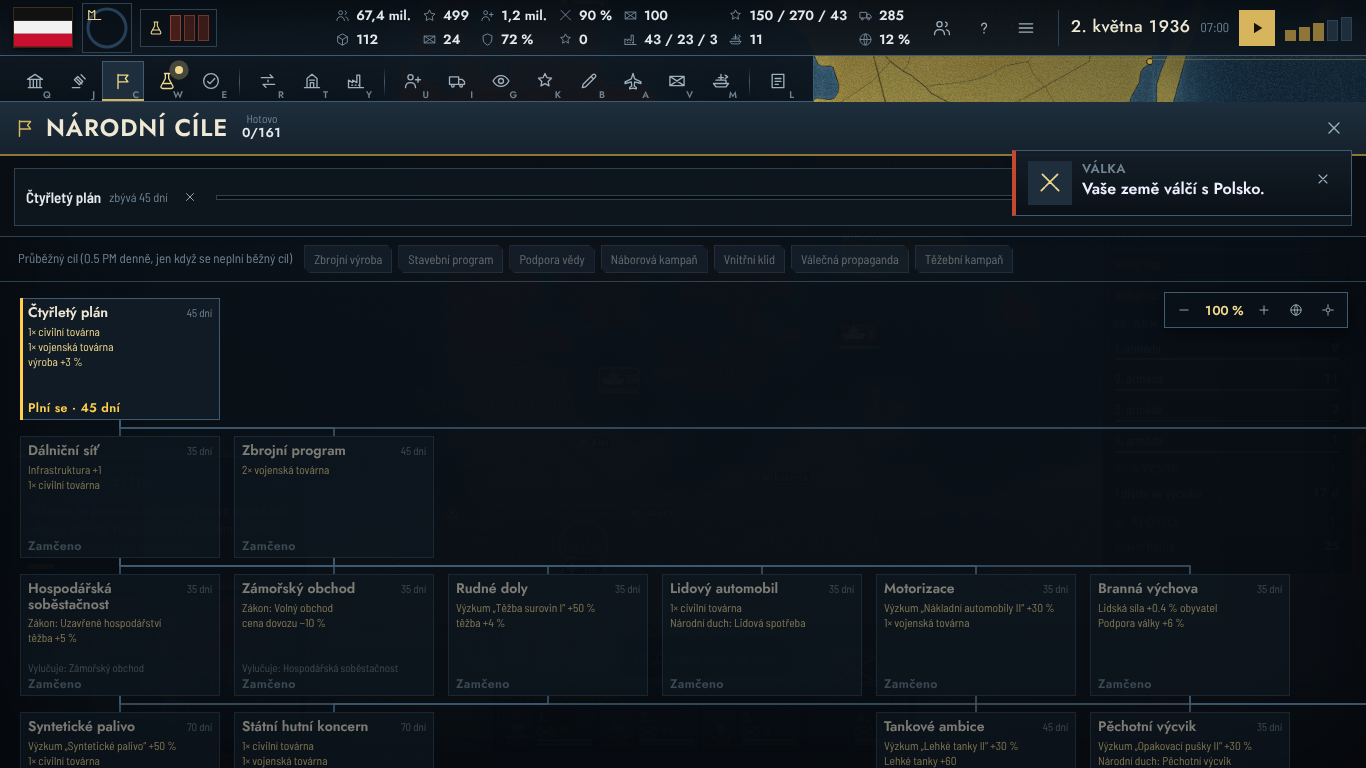 67,4 mil.
499
1,2 mil.
90 %
100
150 / 270 / 43
285
112
24
72 %
0
43 / 23 / 3
11
12 %
?
2. května 1936
07:00
Q
J
C
W
E
R
T
Y
U
I
G
K
B
A
V
M
L
NÁRODNÍ CÍLE
Hotovo
0/161
VÁLKA
Vaše země válčí s Polsko.
Čtyřletý plán zbývá 45 dní
Průběžný cíl (0.5 PM denně, jen když se neplní běžný cíl)
Zbrojní výroba
Stavební program
Podpora vědy
Náborová kampaň
Vnitřní klid
Válečná propaganda
Těžební kampaň
100 %
Čtyřletý plán
45 dní
1× civilní továrna
1× vojenská továrna
výroba +3 %
Plní se · 45 dní
Dálniční síť
35 dní
Infrastruktura +1
1× civilní továrna
Zamčeno
Zbrojní program
45 dní
2× vojenská továrna
Zamčeno
Hospodářská soběstačnost
35 dní
Zákon: Uzavřené hospodářství
těžba +5 %
Vylučuje: Zámořský obchod
Zamčeno
Zámořský obchod
35 dní
Zákon: Volný obchod
cena dovozu −10 %
Vylučuje: Hospodářská soběstačnost
Zamčeno
Rudné doly
35 dní
Výzkum „Těžba surovin I“ +50 %
těžba +4 %
Zamčeno
Lidový automobil
35 dní
1× civilní továrna
Národní duch: Lidová spotřeba
Zamčeno
Motorizace
35 dní
Výzkum „Nákladní automobily II“ +30 %
1× vojenská továrna
Zamčeno
Branná výchova
35 dní
Lidská síla +0.4 % obyvatel
Podpora války +6 %
Zamčeno
Syntetické palivo
70 dní
Výzkum „Syntetické palivo“ +50 %
1× civilní továrna
Státní hutní koncern
70 dní
1× civilní továrna
1× vojenská továrna
Tankové ambice
45 dní
Výzkum „Lehké tanky II“ +30 %
Lehké tanky +60
Pěchotní výcvik
35 dní
Výzkum „Opakovací pušky II“ +30 %
Národní duch: Pěchotní výcvik